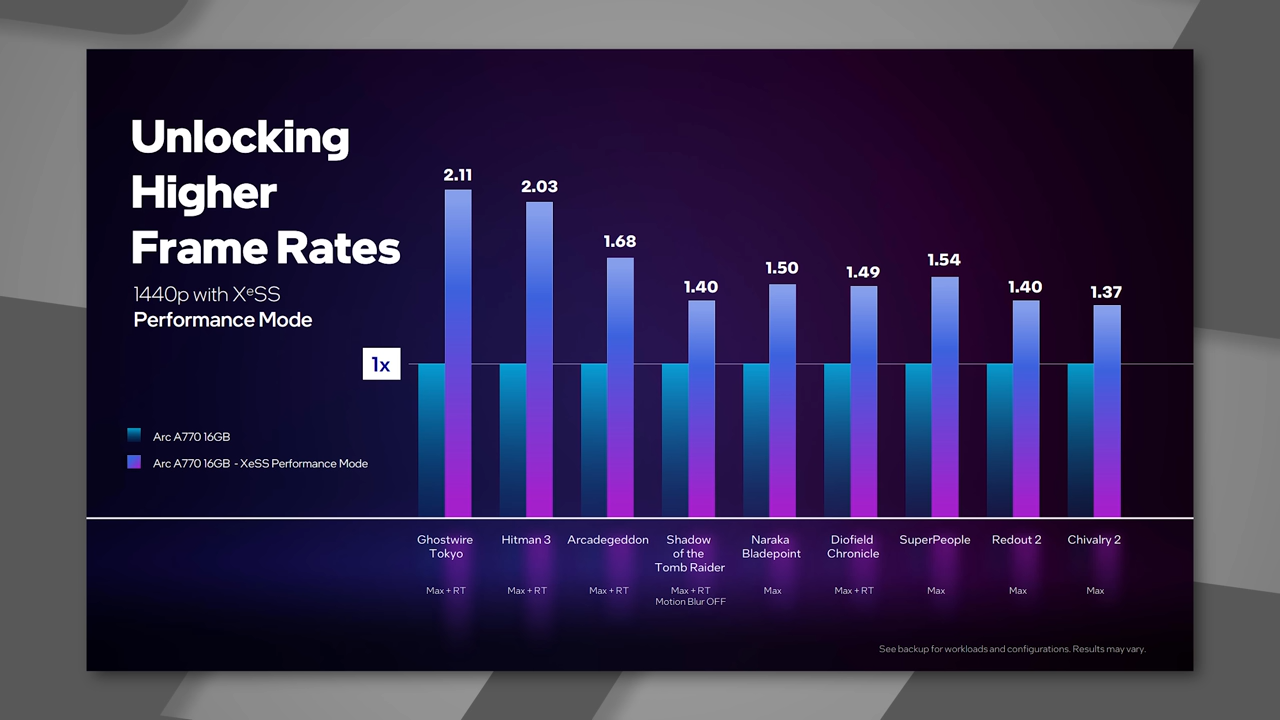 Unlocking
Higher
Frame Rates
1440p with XᵉSS
Performance Mode
1x
Arc A770 16GB
Arc A770 16GB - XeSS Performance Mode
2.11
2.03
1.68
1.40
1.50
1.49
1.54
1.40
1.37
Ghostwire
Tokyo
Max + RT
Hitman 3
Max + RT
Arcadegeddon
Max + RT
Shadow
of the
Tomb Raider
Max + RT
Motion Blur OFF
Naraka
Bladepoint
Max
Diofield
Chronicle
Max + RT
SuperPeople
Max
Redout 2
Max
Chivalry 2
Max
See backup for workloads and configurations. Results may vary.